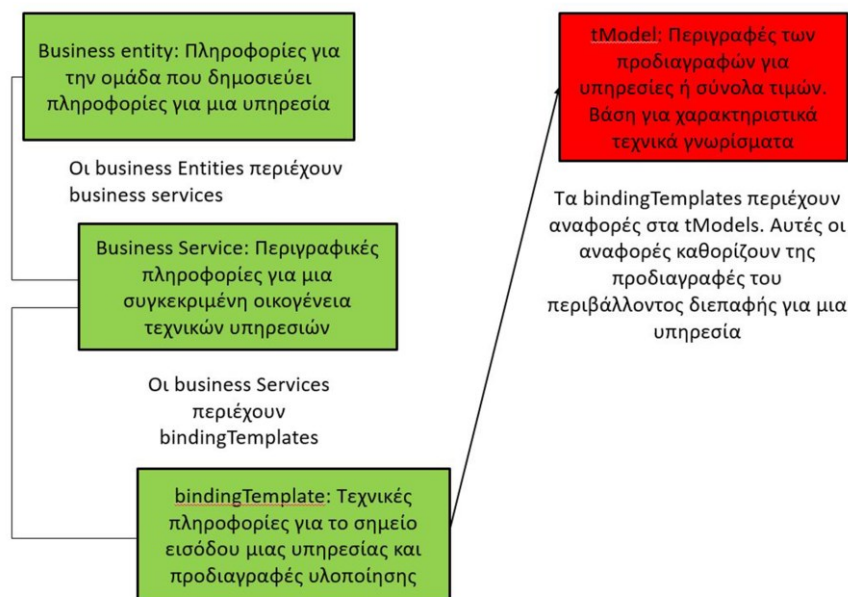 Business entity: Πληροφορίες για
την ομάδα που δημοσιεύει
πληροφορίες για μια υπηρεσία
Οι business Entities περιέχουν
business services
Business Service: Περιγραφικές
πληροφορίες για μια
συγκεκριμένη οικογένεια
τεχνικών υπηρεσιών
Οι business Services
περιέχουν
bindingTemplates
bindingTemplate: Τεχνικές
πληροφορίες για το σημείο
εισόδου μιας υπηρεσίας και
προδιαγραφές υλοποίησης
tModel: Περιγραφές των
προδιαγραφών για
υπηρεσίες ή σύνολα τιμών.
Βάση για χαρακτηριστικά
τεχνικά γνωρίσματα
Τα bindingTemplates περιέχουν
αναφορές στα tModels. Αυτές οι
αναφορές καθορίζουν της
προδιαγραφές του
περιβάλλοντος διεπαφής για μια
υπηρεσία